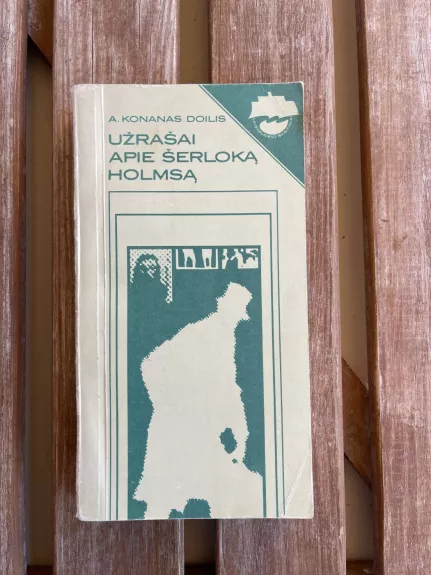 A. KONANAS DOILIS
UŽRAŠAI
APIE ŠERLOKĄ
HOLMSĄ